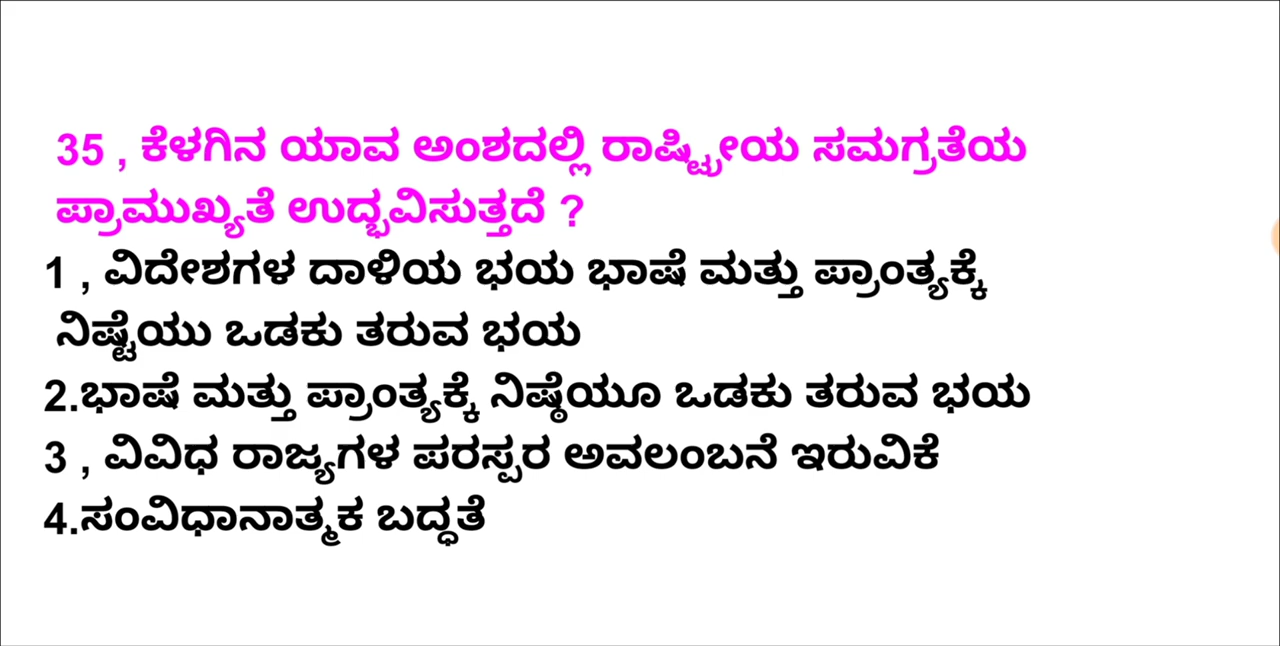 35 , ಕೆಳಗಿನ ಯಾವ ಅಂಶದಲ್ಲಿ ರಾಷ್ಟ್ರೀಯ ಸಮಗ್ರತೆಯ
ಪ್ರಾಮುಖ್ಯತೆ ಉದ್ಭವಿಸುತ್ತದೆ ?
1 , ವಿದೇಶಗಳ ದಾಳಿಯ ಭಯ ಭಾಷೆ ಮತ್ತು ಪ್ರಾಂತ್ಯಕ್ಕೆ
ನಿಷ್ಟೆಯು ಒಡಕು ತರುವ ಭಯ
2.ಭಾಷೆ ಮತ್ತು ಪ್ರಾಂತ್ಯಕ್ಕೆ ನಿಷ್ಠೆಯೂ ಒಡಕು ತರುವ ಭಯ
3 , ವಿವಿಧ ರಾಜ್ಯಗಳ ಪರಸ್ಪರ ಅವಲಂಬನೆ ಇರುವಿಕೆ
4.ಸಂವಿಧಾನಾತ್ಮಕ ಬದ್ಧತೆ